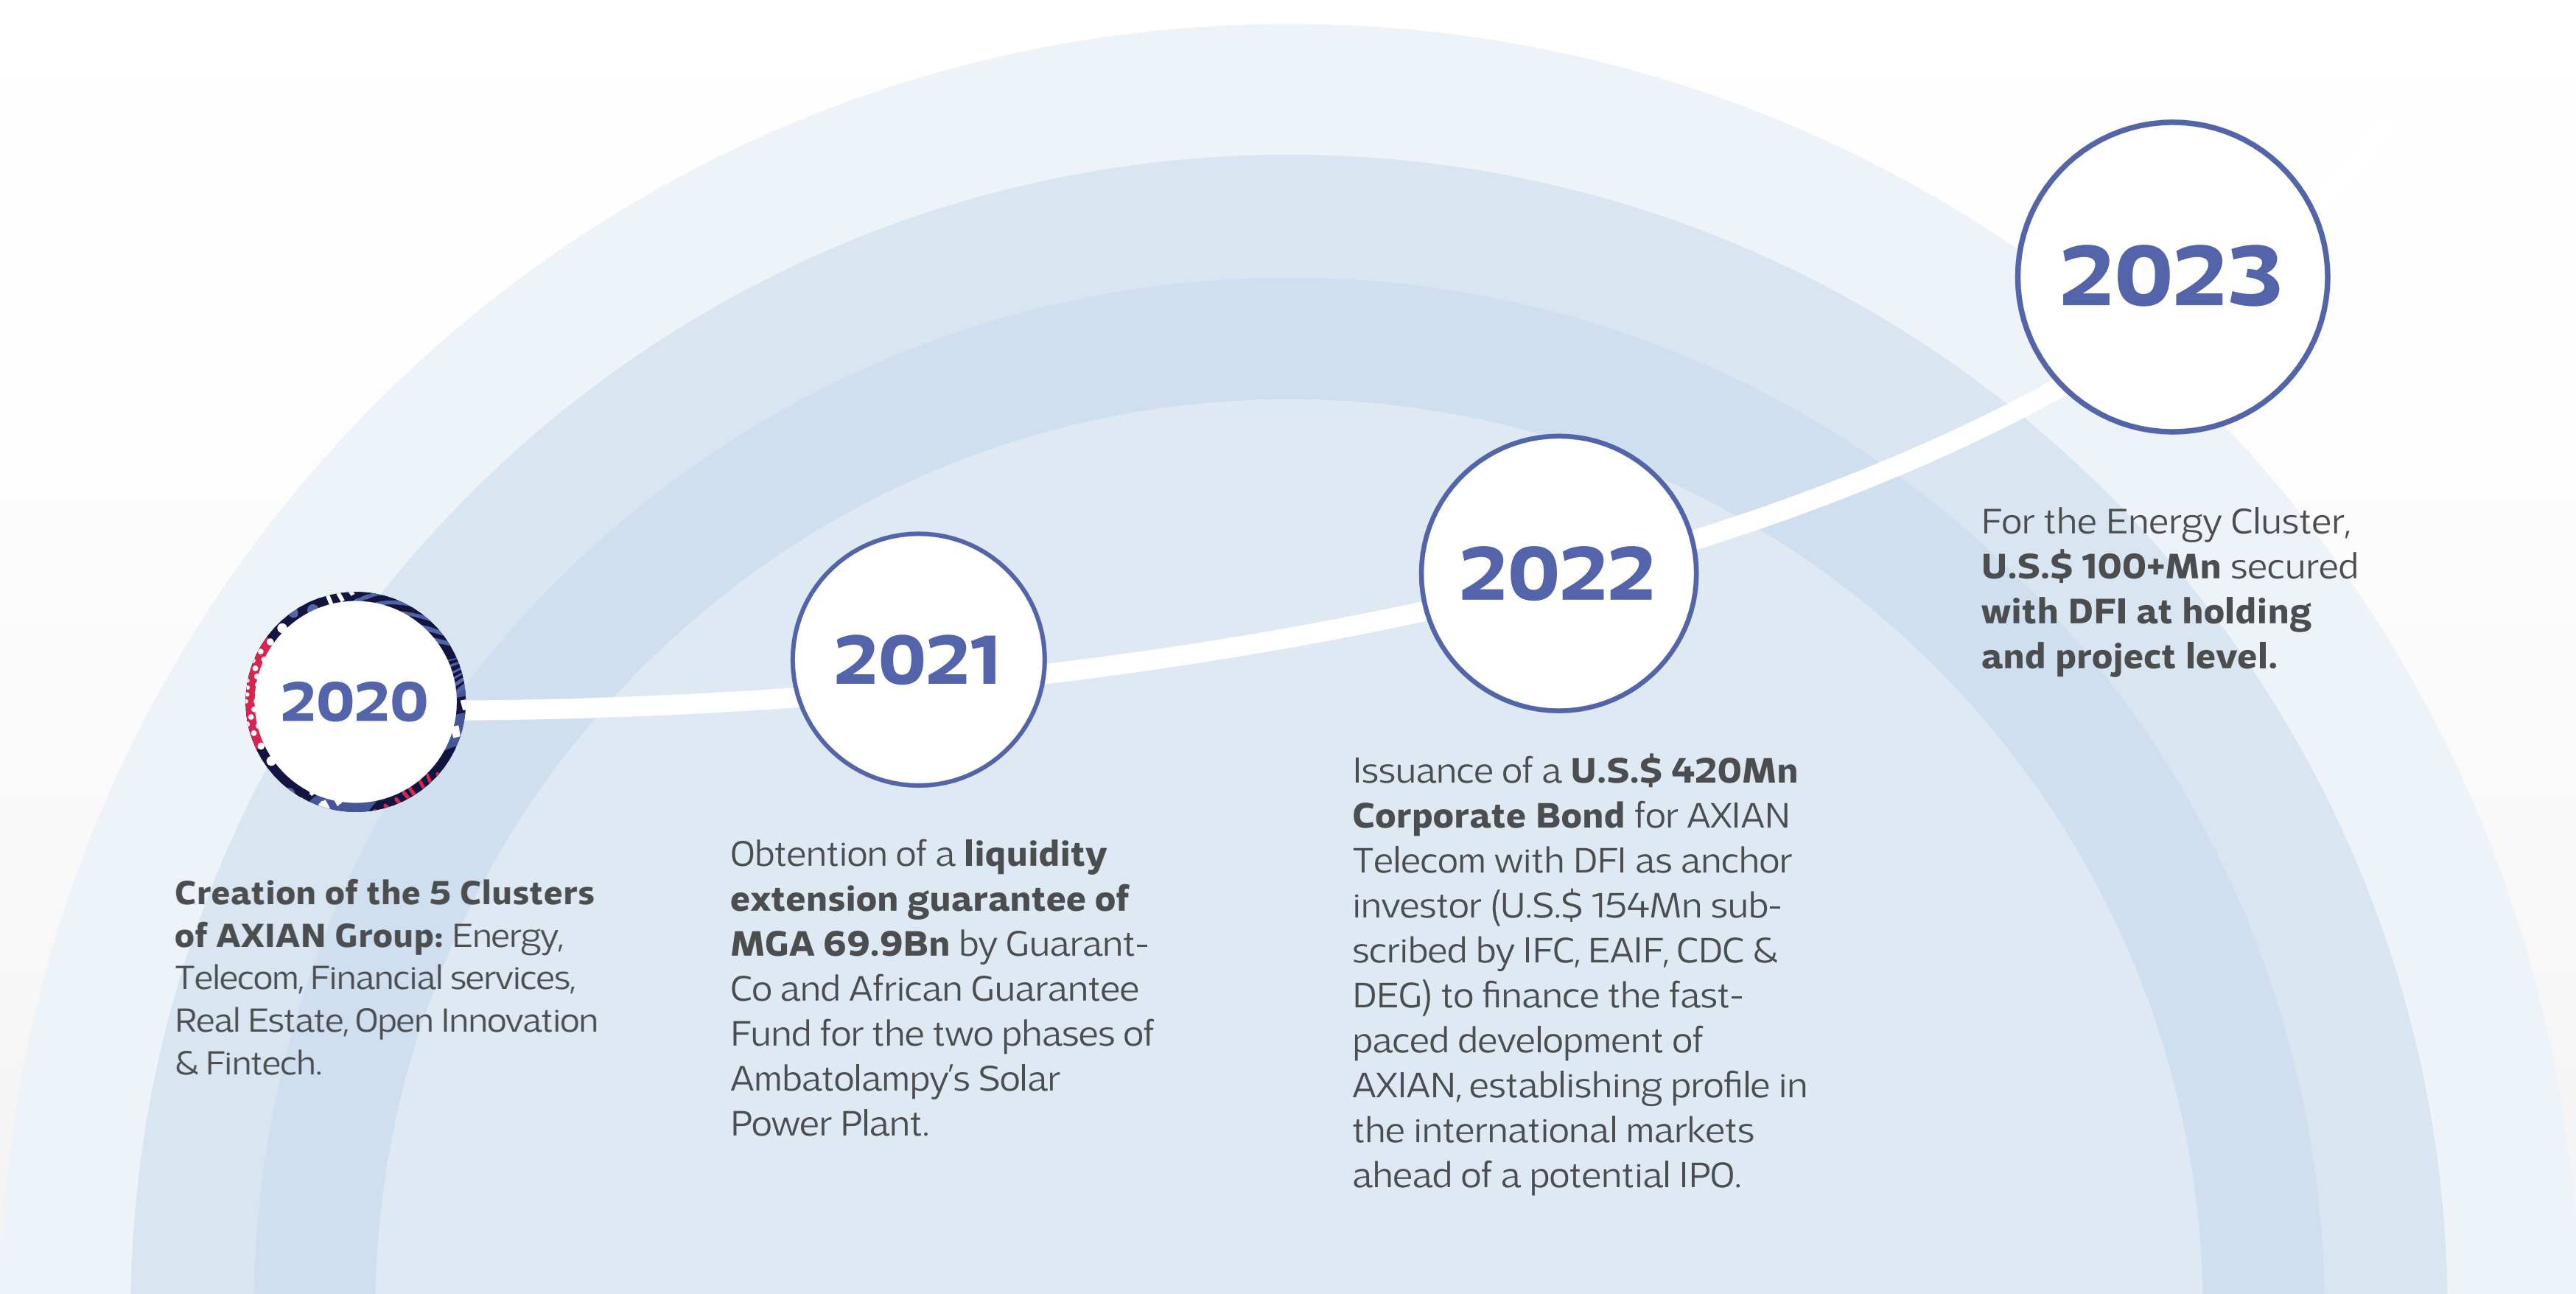 2020
Creation of the 5 Clusters
of AXIAN Group: Energy,
Telecom, Financial services,
Real Estate, Open Innovation
& Fintech.
2021
Obtention of a liquidity
extension guarantee of
MGA 69.9Bn by Guarant-
Co and African Guarantee
Fund for the two phases of
Ambatolampy’s Solar
Power Plant.
2022
Issuance of a U.S.$ 420Mn
Corporate Bond for AXIAN
Telecom with DFI as anchor
investor (U.S.$ 154Mn sub-
scribed by IFC, EAIF, CDC &
DEG) to finance the fast-
paced development of
AXIAN, establishing profile in
the international markets
ahead of a potential IPO.
2023
For the Energy Cluster,
U.S.$ 100+Mn secured
with DFI at holding
and project level.